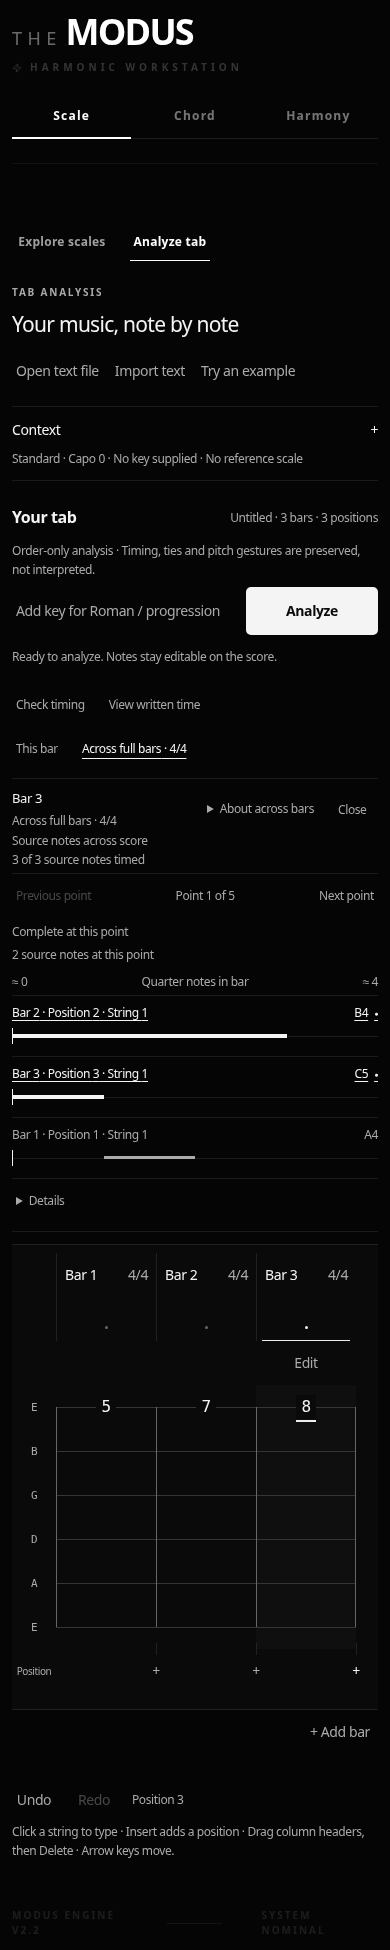 THE MODUS
HARMONIC WORKSTATION
Scale Chord Harmony
Explore scales Analyze tab
TAB ANALYSIS
Your music, note by note
Open text file Import text Try an example
Context +
Standard · Capo 0 · No key supplied · No reference scale
Your tab Untitled · 3 bars · 3 positions
Order-only analysis · Timing, ties and pitch gestures are preserved,
not interpreted.
Add key for Roman / progression Analyze
Ready to analyze. Notes stay editable on the score.
Check timing View written time
This bar Across full bars · 4/4
Bar 3
Across full bars · 4/4 ▶ About across bars Close
Source notes across score
3 of 3 source notes timed
Previous point Point 1 of 5 Next point
Complete at this point
2 source notes at this point
≈ 0 Quarter notes in bar ≈ 4
Bar 2 · Position 2 · String 1 B4 •
Bar 3 · Position 3 · String 1 C5 •
Bar 1 · Position 1 · String 1 A4
▶ Details
Bar 1 4/4 Bar 2 4/4 Bar 3 4/4
Edit
E 5 7 8
B
G
D
A
E
Position + + +
+ Add bar
Undo Redo Position 3
Click a string to type · Insert adds a position · Drag column headers,
then Delete · Arrow keys move.
MODUS ENGINE SYSTEM
V2.2 NOMINAL